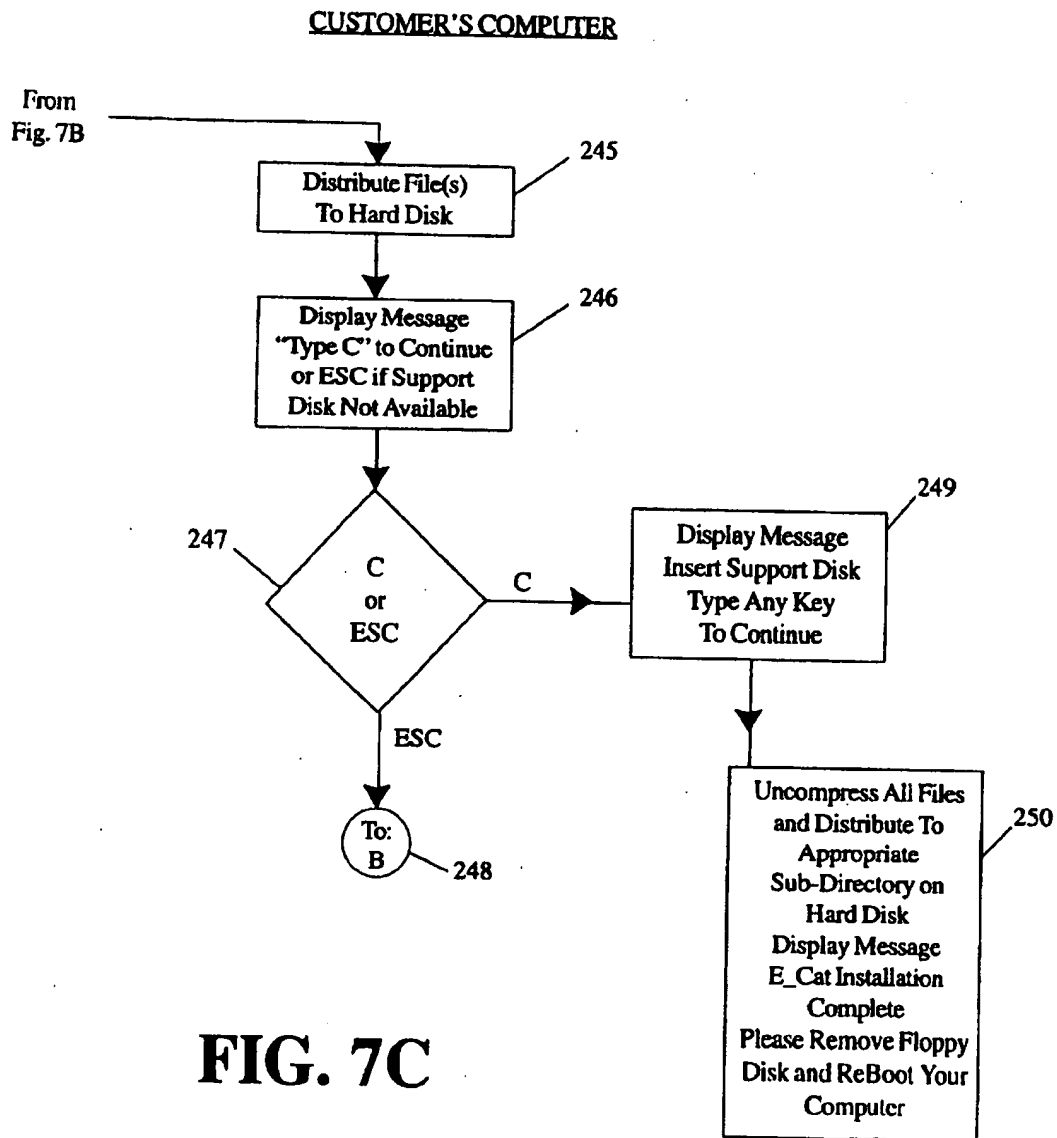 CUSTOMER'S COMPUTER
From
Fig. 7B
245
Distribute File(s)
To Hard Disk
246
Display Message
"Type C" to Continue
or ESC if Support
Disk Not Available
247
C
or
ESC
C
249
Display Message
Insert Support Disk
Type Any Key
To Continue
ESC
To:
B
248
250
Uncompress All Files
and Distribute To
Appropriate
Sub-Directory on
Hard Disk
Display Message
E_Cat Installation
Complete
Please Remove Floppy
Disk and ReBoot Your
Computer
FIG. 7C